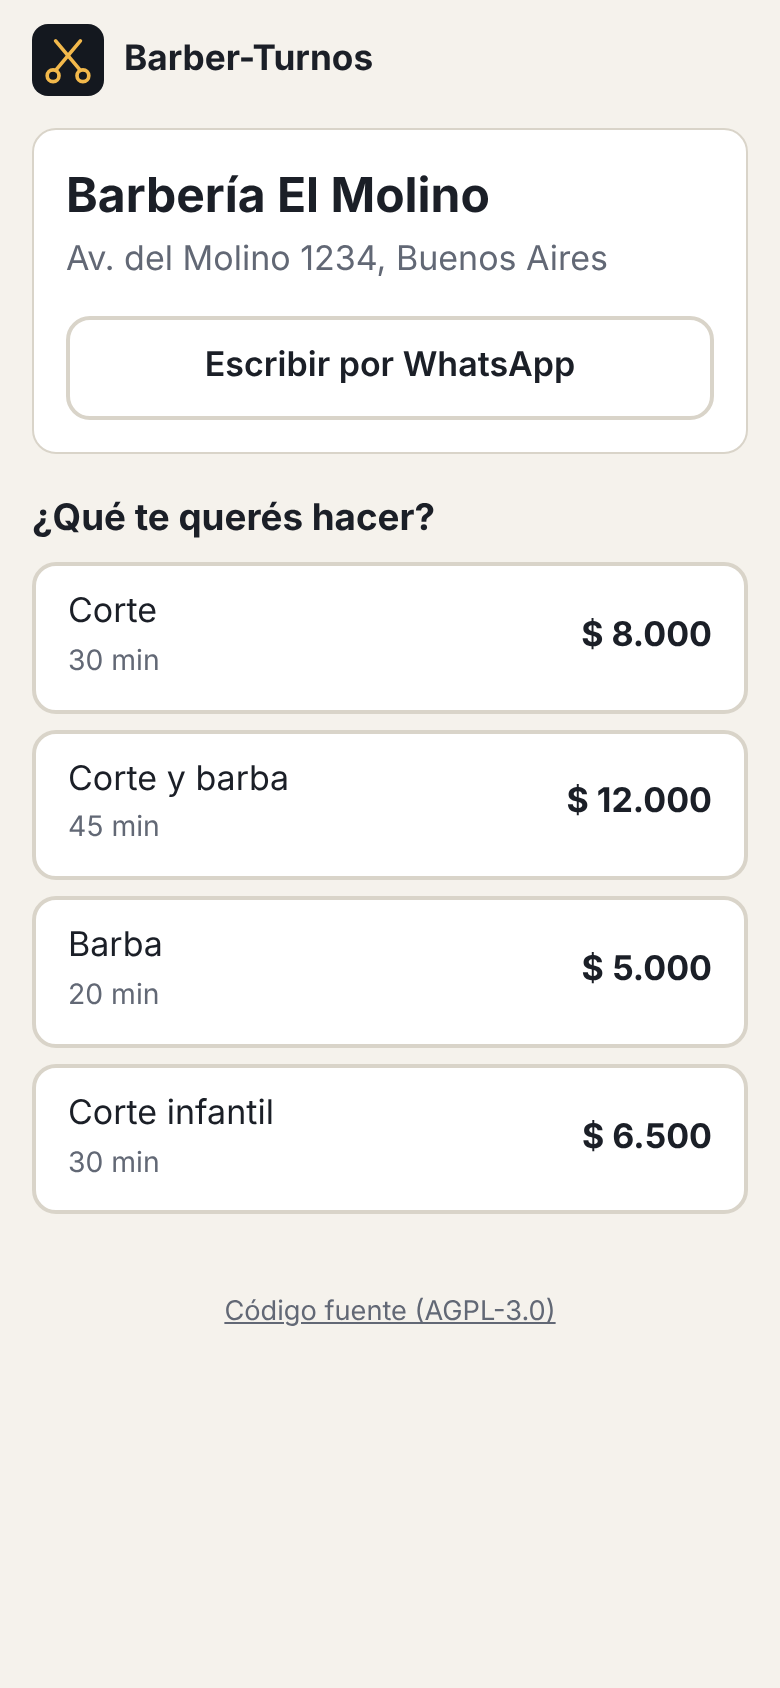 Barber-Turnos
Barbería El Molino
Av. del Molino 1234, Buenos Aires
Escribir por WhatsApp
¿Qué te querés hacer?
Corte
30 min
$ 8.000
Corte y barba
45 min
$ 12.000
Barba
20 min
$ 5.000
Corte infantil
30 min
$ 6.500
Código fuente (AGPL-3.0)